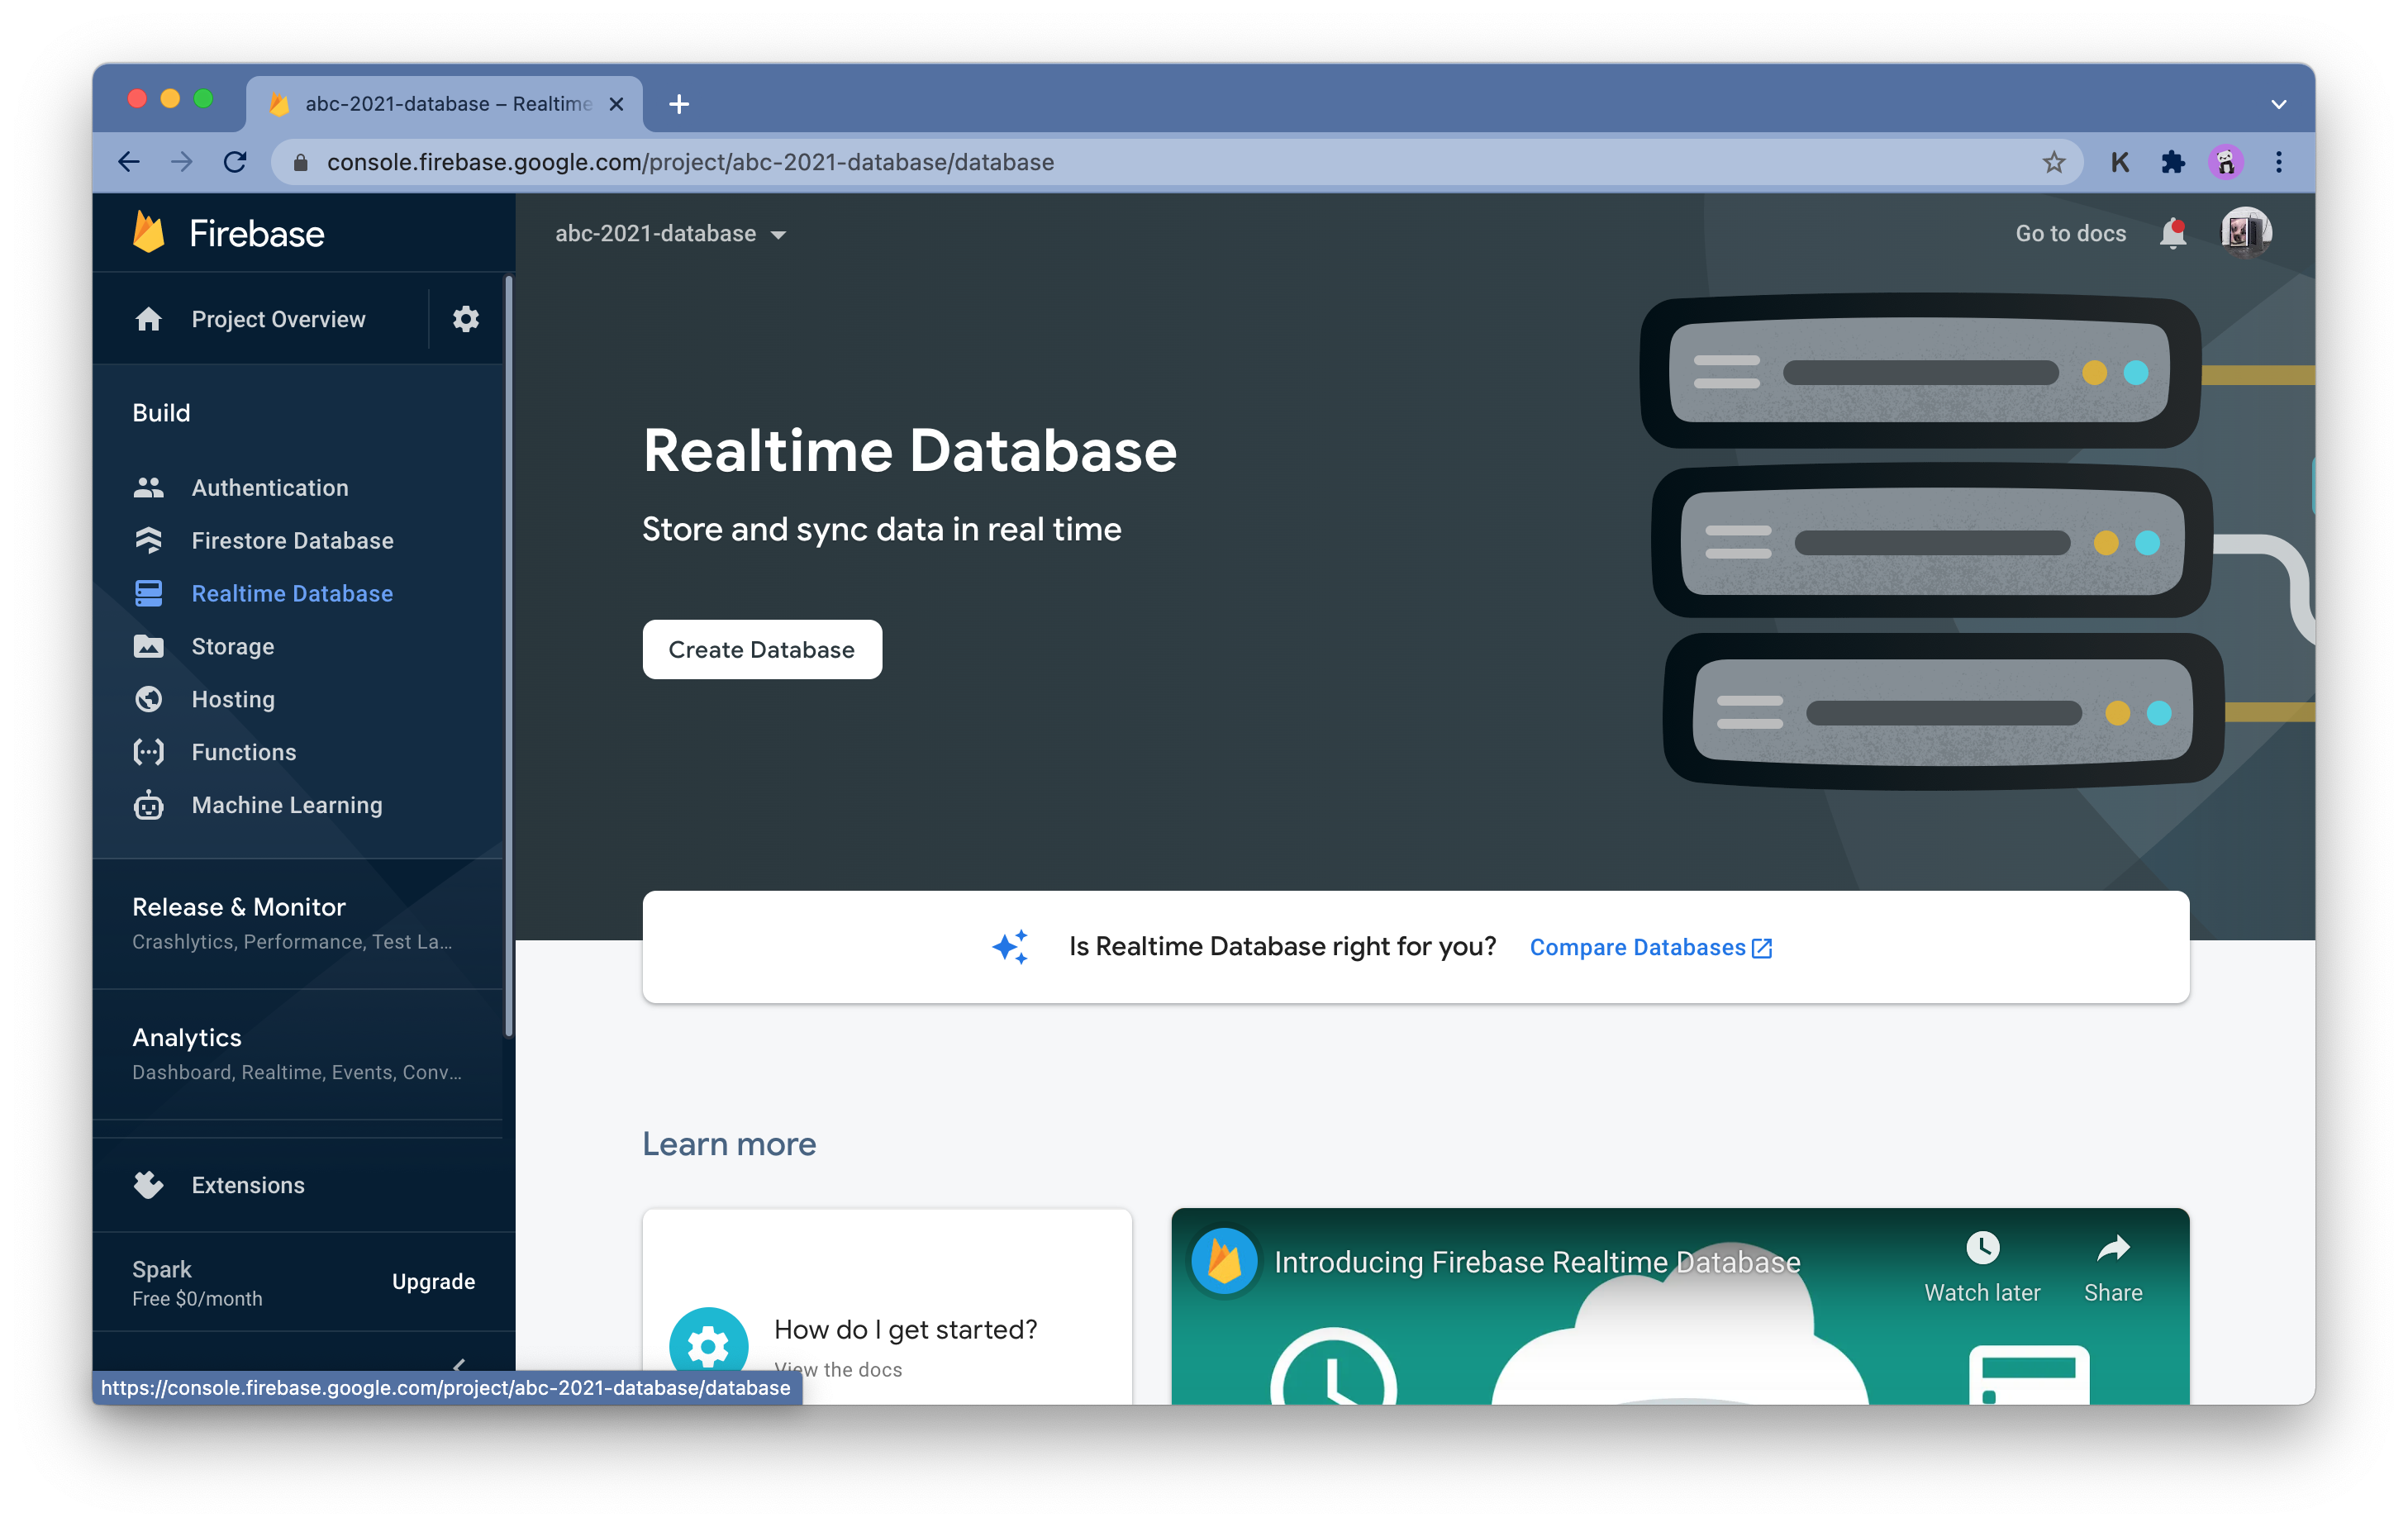 abc-2021-database – Realtime
console.firebase.google.com/project/abc-2021-database/database
K
Firebase
abc-2021-database
Go to docs
Project Overview
Build
Authentication
Firestore Database
Realtime Database
Storage
Hosting
Functions
Machine Learning
Release & Monitor
Crashlytics, Performance, Test La...
Analytics
Dashboard, Realtime, Events, Conv...
Extensions
Spark
Free $0/month
Upgrade
https://console.firebase.google.com/project/abc-2021-database/database
Realtime Database
Store and sync data in real time
Create Database
Is Realtime Database right for you? Compare Databases
Learn more
How do I get started?
View the docs
Introducing Firebase Realtime Database
Watch later
Share